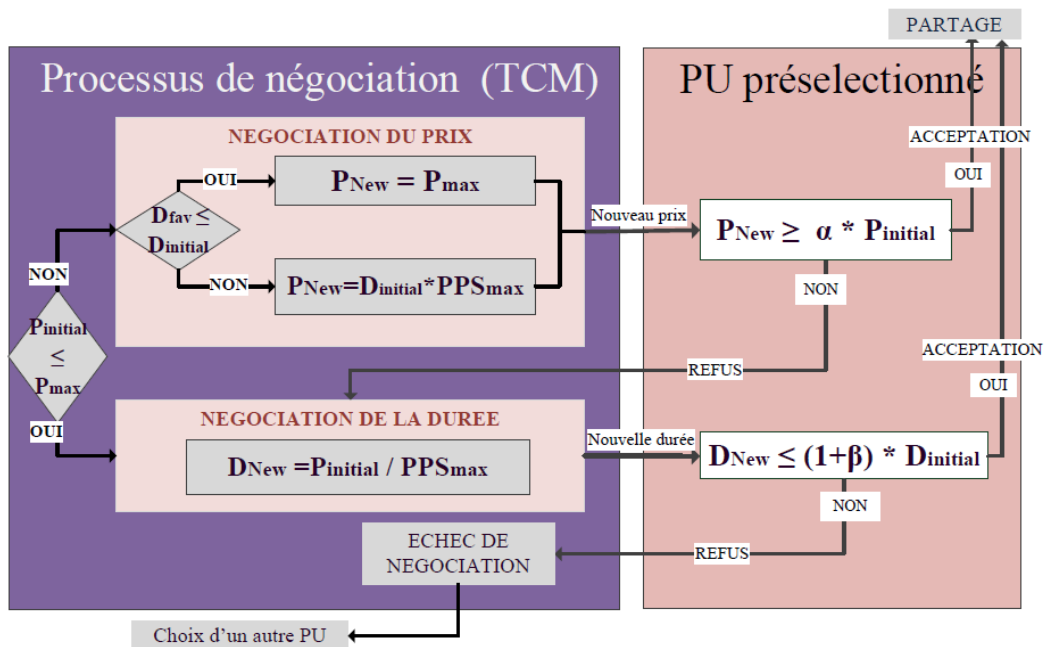 PARTAGE
Processus de négociation (TCM)
PU préselectionné
NEGOCIATION DU PRIX
ACCEPTATION
OUI
PNew = Pmax
OUI
Dfav ≤
Dinitial
Nouveau prix
PNew ≥ α * Pinitial
NON
NON
PNew=Dinitial*PPSmax
NON
Pinitial
≤
Pmax
ACCEPTATION
REFUS
OUI
NEGOCIATION DE LA DUREE
OUI
Nouvelle durée
DNew =Pinitial / PPSmax
DNew ≤ (1+β) * Dinitial
NON
ECHEC DE
NEGOCIATION
REFUS
Choix d’un autre PU